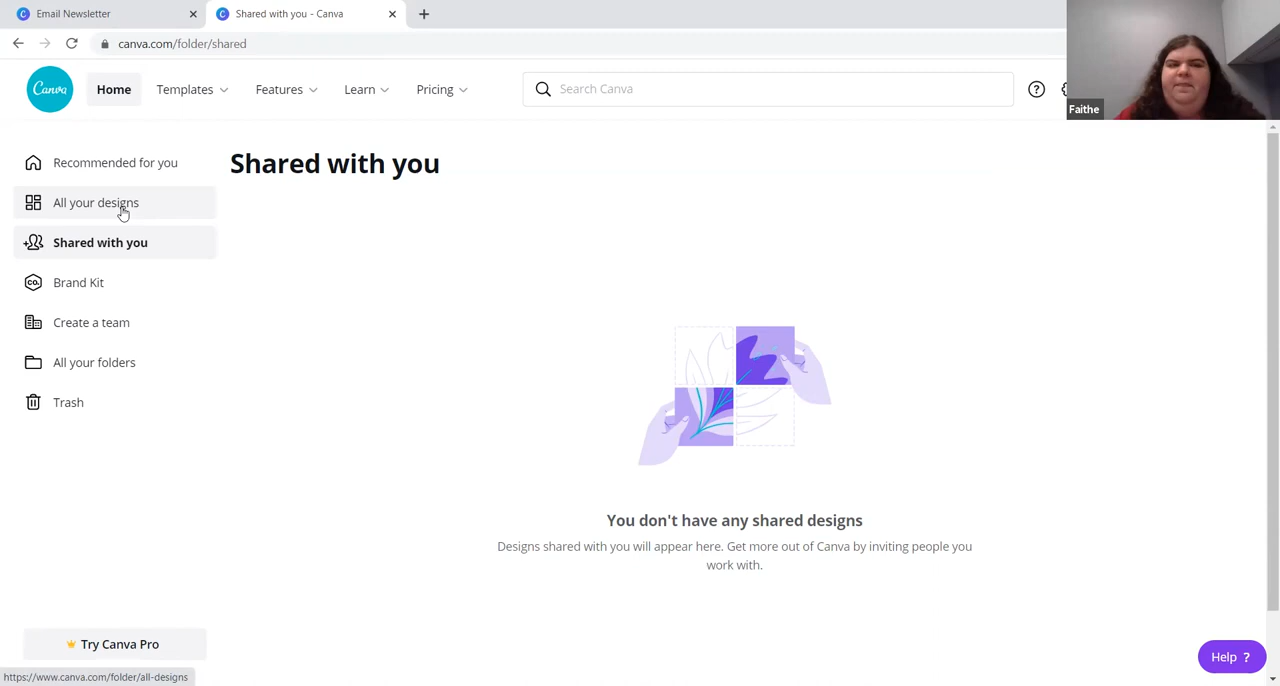 Email Newsletter
Shared with you - Canva
canva.com/folder/shared
Canva
Home
Templates
Features
Learn
Pricing
Search Canva
Faithe
Recommended for you
All your designs
Shared with you
CO.
Brand Kit
Create a team
All your folders
Trash
Shared with you
You don't have any shared designs
Designs shared with you will appear here. Get more out of Canva by inviting people you
work with.
Try Canva Pro
Help ?
https://www.canva.com/folder/all-designs